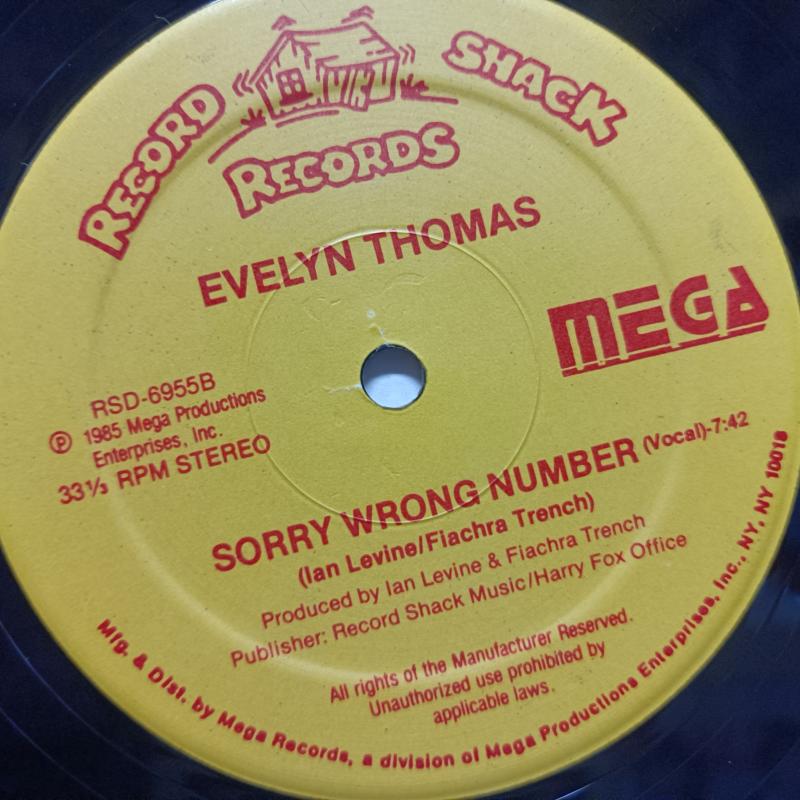 RECORD SHACK
RECORDS
EVELYN THOMAS
MEGA
RSD-6955B
Ⓟ 1985 Mega Productions
Enterprises, Inc.
33⅓ RPM STEREO
SORRY WRONG NUMBER (Vocal)-7:42
(Ian Levine/Fiachra Trench)
Produced by Ian Levine & Fiachra Trench
Publisher: Record Shack Music/Harry Fox Office
All rights of the Manufacturer Reserved.
Unauthorized use prohibited by
applicable laws.
Mfg. & Dist. by Mega Records, a division of Mega Productions Enterprises, Inc., NY, NY 10018